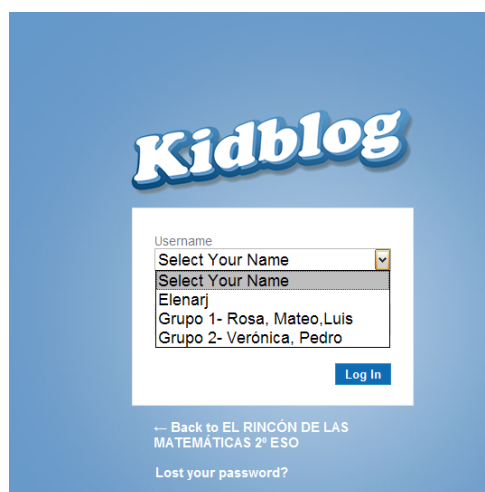 Kidblog
Username
Select Your Name
Select Your Name
Elenarj
Grupo 1- Rosa, Mateo,Luis
Grupo 2- Verónica, Pedro
Log In
← Back to EL RINCÓN DE LAS
MATEMÁTICAS 2º ESO
Lost your password?